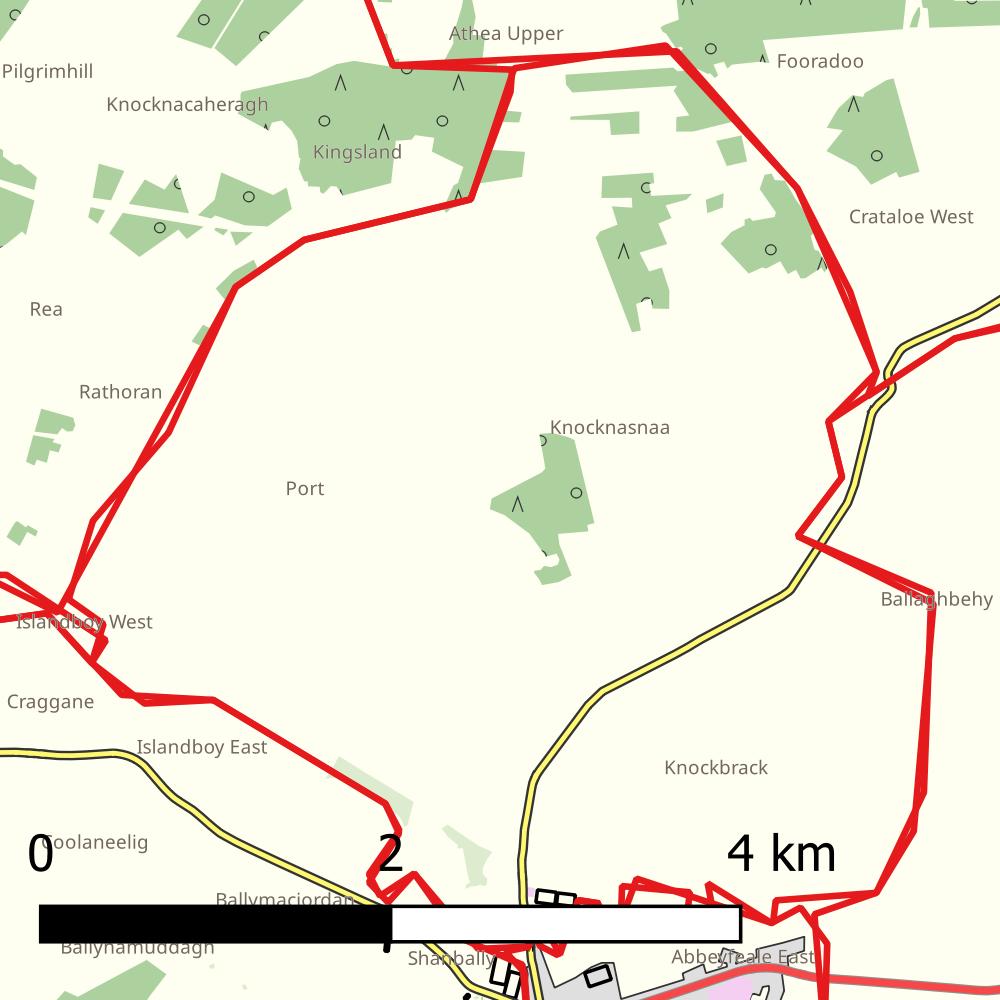 Athea Upper
Fooradoo
Pilgrimhill
Knocknacaheragh
Kingsland
Crataloe West
Rea
Rathoran
Knocknasnaa
Port
Ballaghbehy
Islandboy West
Craggane
Islandboy East
Knockbrack
Coolaneelig
0 2 4 km
Ballymacjordan
Ballynamuddagh
Shanbally
Abbeyfeale East